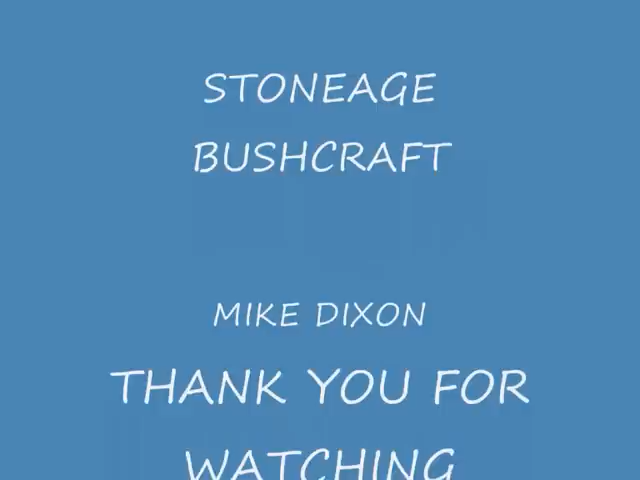 STONEAGE
BUSHCRAFT
MIKE DIXON
THANK YOU FOR
WATCHING